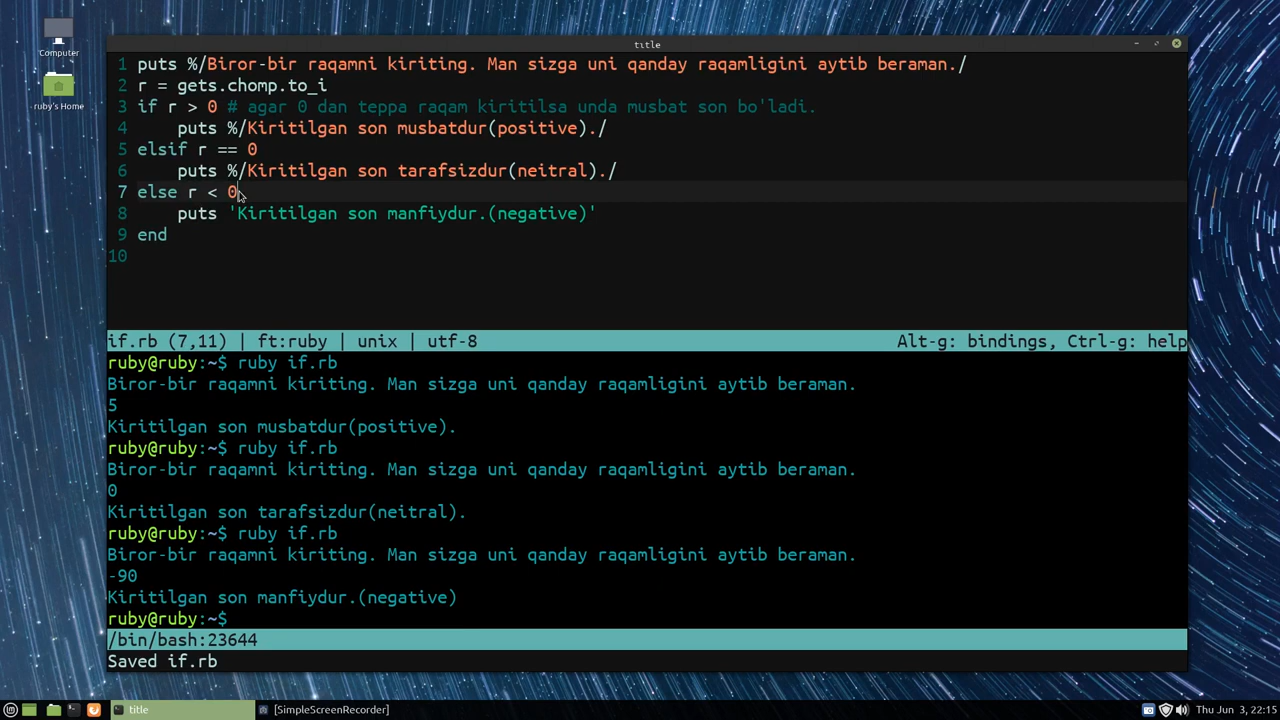 Computer
ruby's Home
title
1 puts %/Biror-bir raqamni kiriting. Man sizga uni qanday raqamligini aytib beraman./
2 r = gets.chomp.to_i
3 if r > 0 # agar 0 dan teppa raqam kiritilsa unda musbat son bo'ladi.
4     puts %/Kiritilgan son musbatdur(positive)./
5 elsif r == 0
6     puts %/Kiritilgan son tarafsizdur(neitral)./
7 else r < 0
8     puts 'Kiritilgan son manfiydur.(negative)'
9 end
10
if.rb (7,11) | ft:ruby | unix | utf-8 Alt-g: bindings, Ctrl-g: help
ruby@ruby:~$ ruby if.rb
Biror-bir raqamni kiriting. Man sizga uni qanday raqamligini aytib beraman.
5
Kiritilgan son musbatdur(positive).
ruby@ruby:~$ ruby if.rb
Biror-bir raqamni kiriting. Man sizga uni qanday raqamligini aytib beraman.
0
Kiritilgan son tarafsizdur(neitral).
ruby@ruby:~$ ruby if.rb
Biror-bir raqamni kiriting. Man sizga uni qanday raqamligini aytib beraman.
-90
Kiritilgan son manfiydur.(negative)
ruby@ruby:~$
/bin/bash:23644
Saved if.rb
title [SimpleScreenRecorder] Thu Jun 3, 22:15